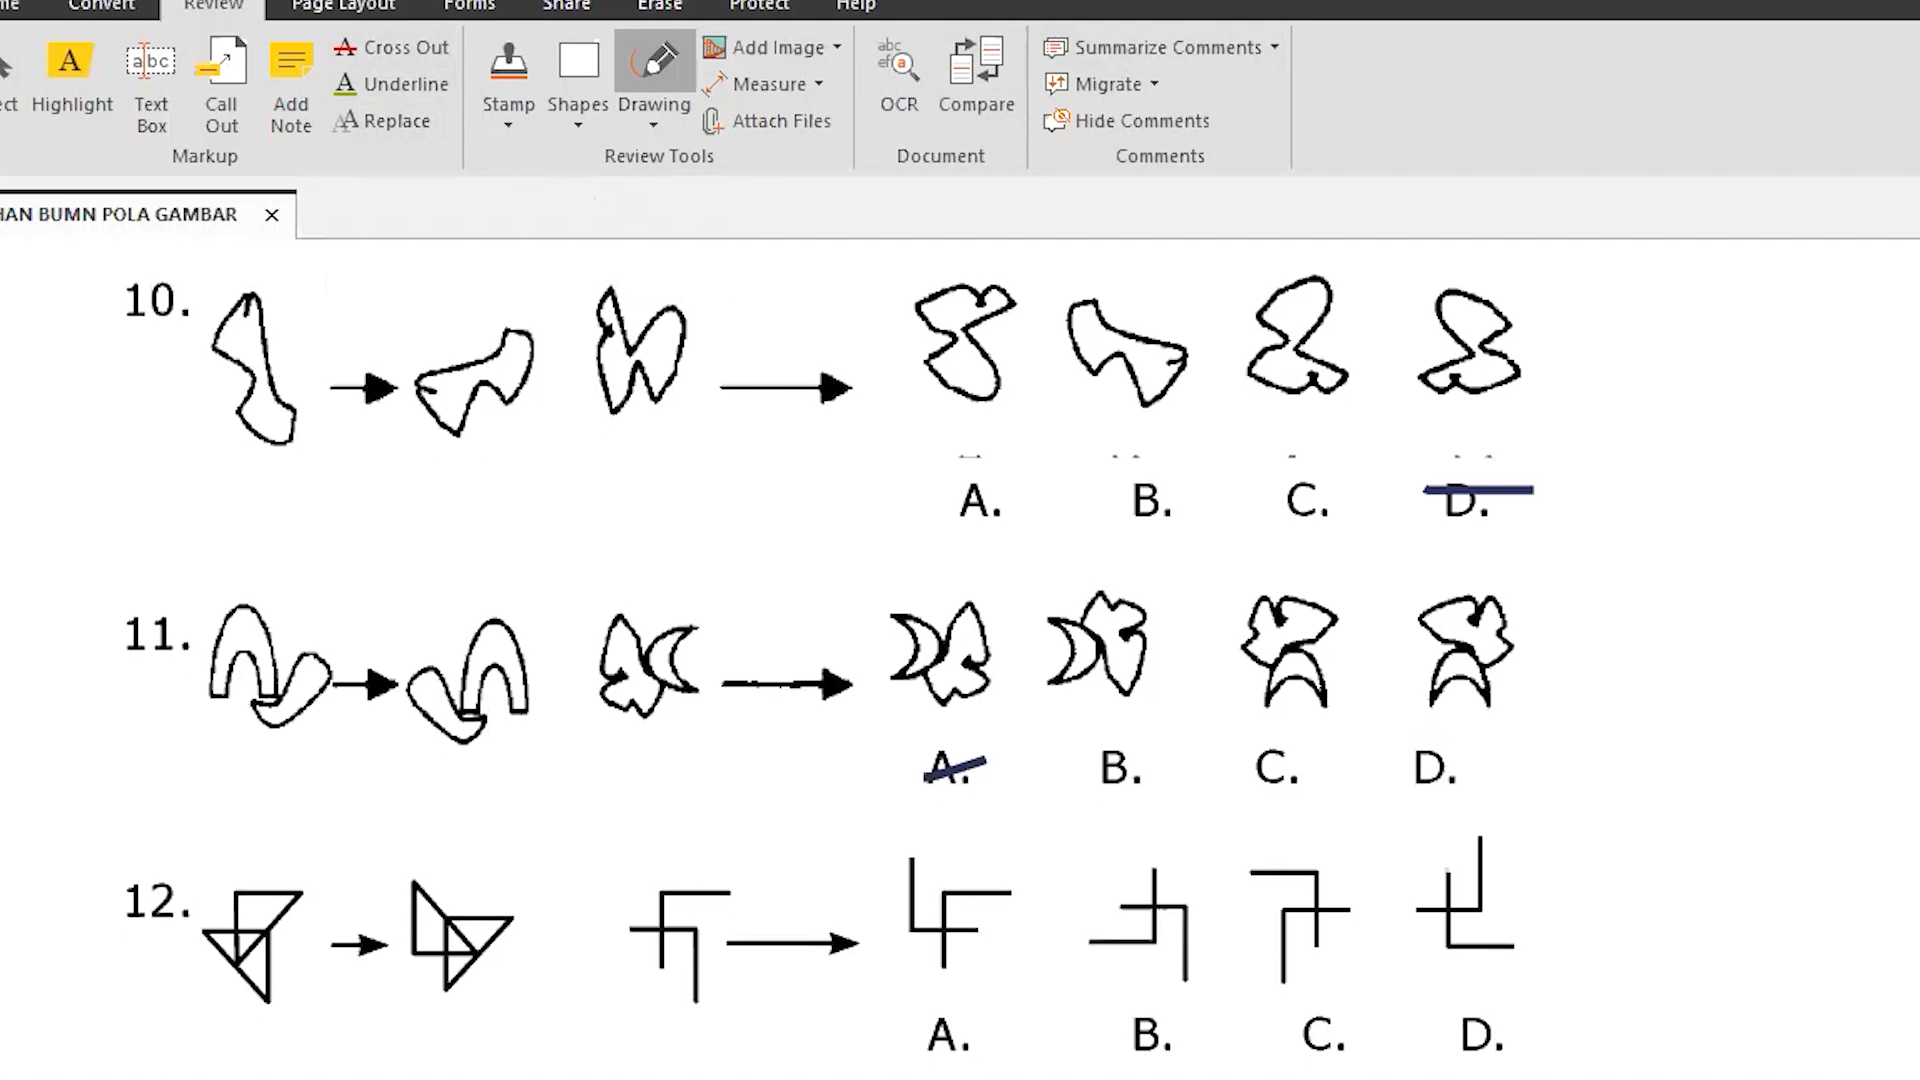 Convert Review Page Layout Forms Share Erase Protect Help
Highlight
Text Box
Call Out
Add Note
Cross Out
Underline
Replace
Markup
Stamp
Shapes
Drawing
Add Image
Measure
Attach Files
Review Tools
OCR
Compare
Document
Summarize Comments
Migrate
Hide Comments
Comments
HAN BUMN POLA GAMBAR
10.
A. B. C. D.
11.
A. B. C. D.
12.
A. B. C. D.